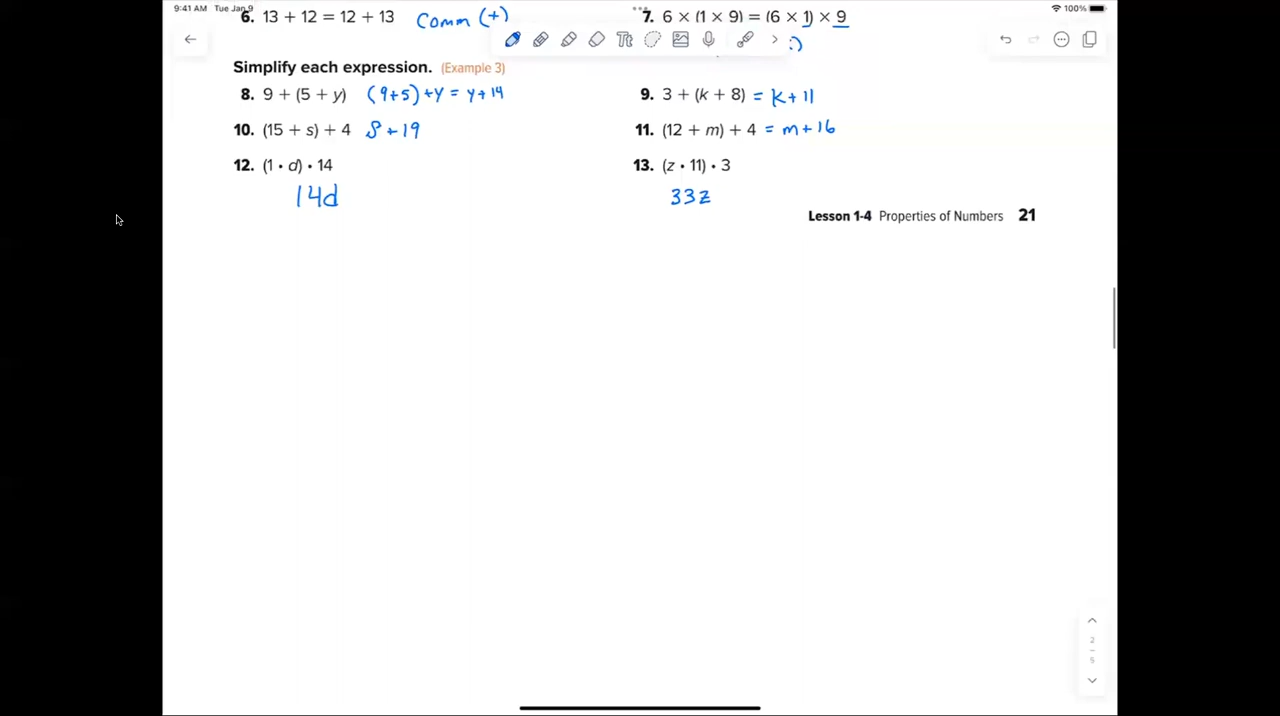 9:41 AM Tue Jan 9
100%
6. 13 + 12 = 12 + 13 Comm (+)
7. 6 × (1 × 9) = (6 × 1) × 9
:)
Simplify each expression. (Example 3)
8. 9 + (5 + y) (9+5)+y = y+14
9. 3 + (k + 8) = k+11
10. (15 + s) + 4 s+19
11. (12 + m) + 4 = m+16
12. (1 · d) · 14
13. (z · 11) · 3
14d
33z
Lesson 1-4 Properties of Numbers 21
2
5